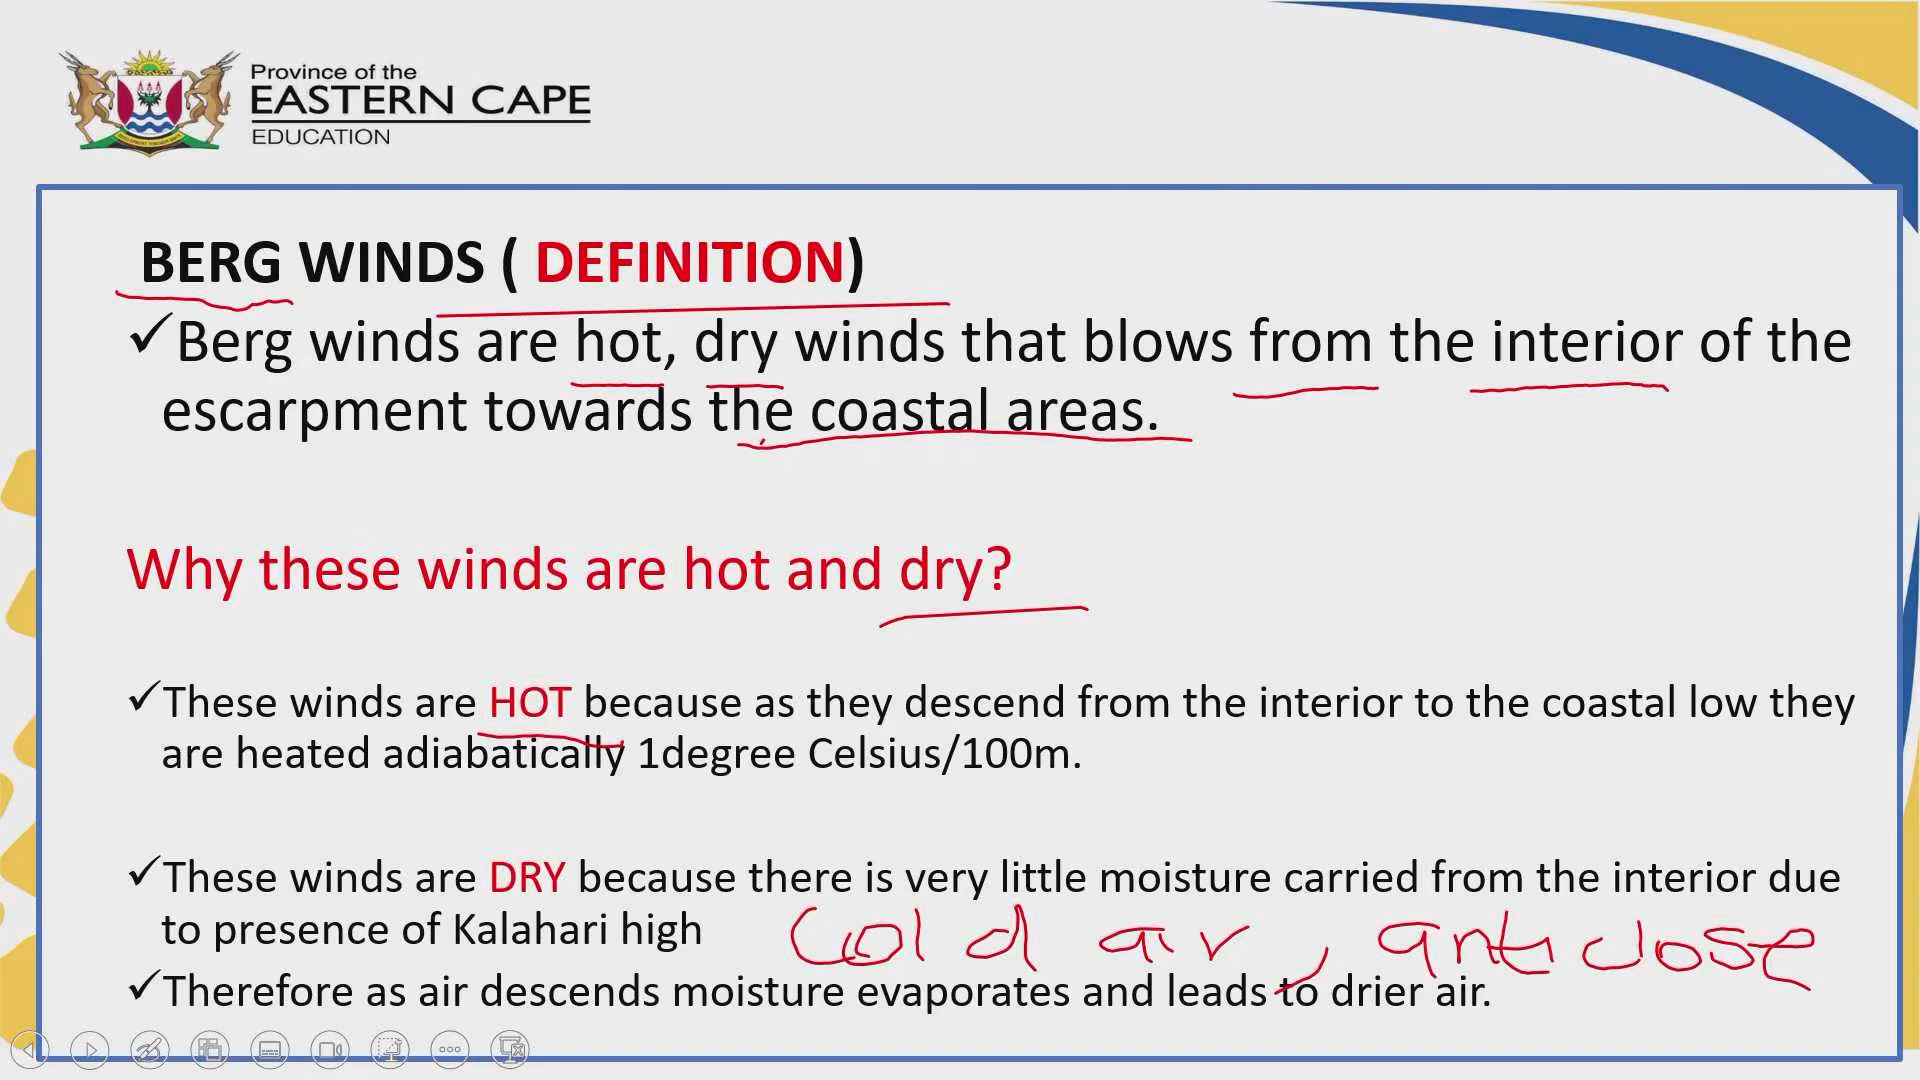 Province of the
EASTERN CAPE
EDUCATION
BERG WINDS ( DEFINITION)
✓Berg winds are hot, dry winds that blows from the interior of the
escarpment towards the coastal areas.
Why these winds are hot and dry?
✓These winds are HOT because as they descend from the interior to the coastal low they
are heated adiabatically 1degree Celsius/100m.
✓These winds are DRY because there is very little moisture carried from the interior due
to presence of Kalahari high
cold air, anti close
✓Therefore as air descends moisture evaporates and leads to drier air.